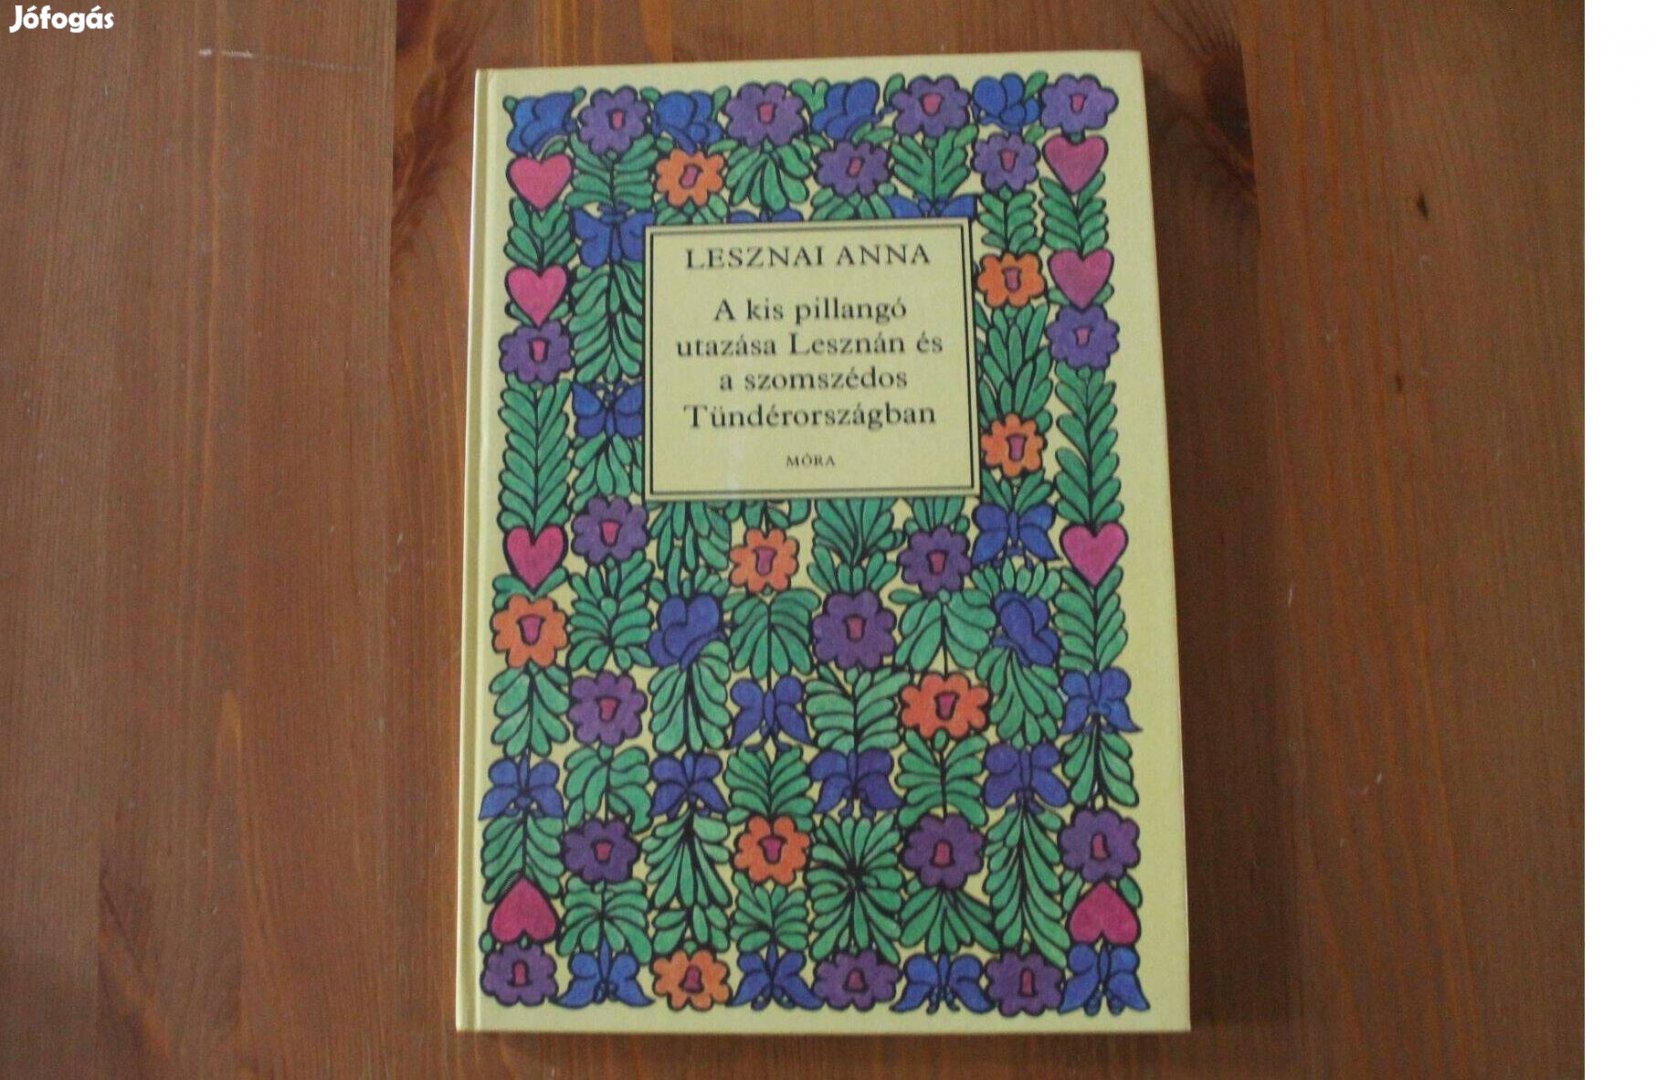 Jófogás
LESZNAI ANNA
A kis pillangó
utazása Lesznán és
a szomszédos
Tündérországban
MÓRA